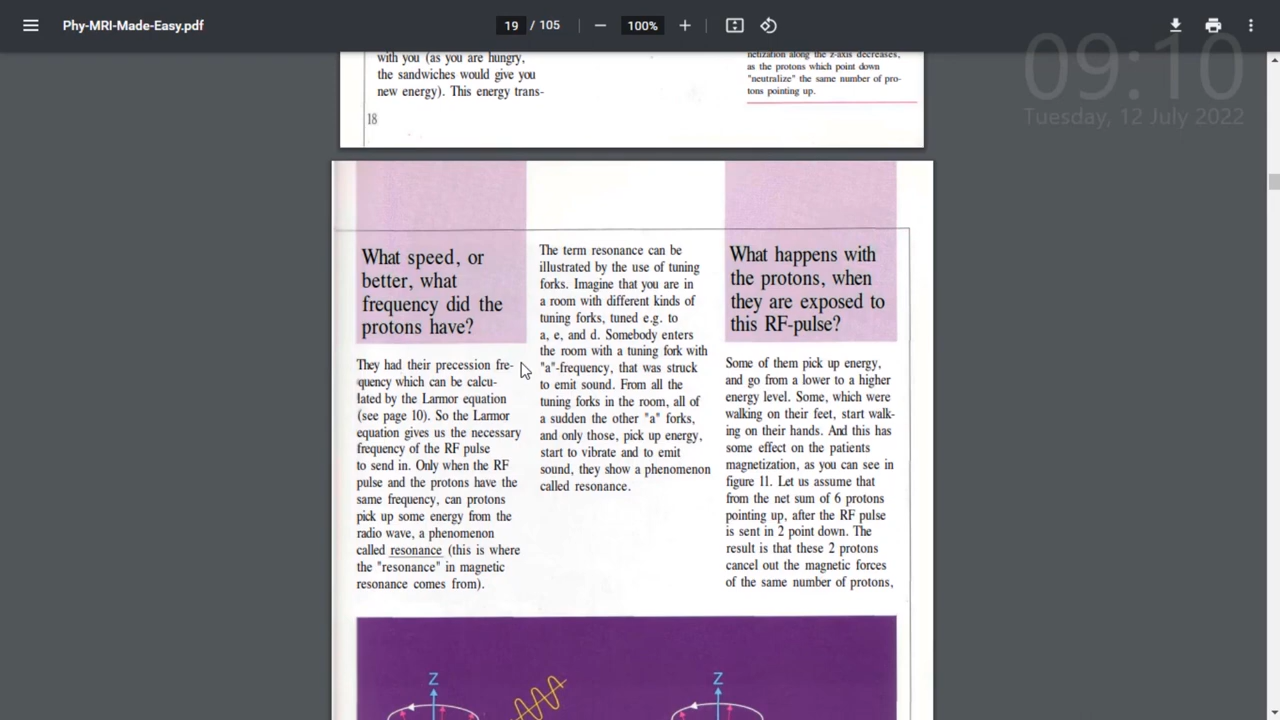 Phy-MRI-Made-Easy.pdf
19 / 105
100%
09:10
Tuesday, 12 July 2022
with you (as you are hungry,
the sandwiches would give you
new energy). This energy trans-
18
netization along the z-axis decreases,
as the protons which point down
"neutralize" the same number of pro-
tons pointing up.
What speed, or
better, what
frequency did the
protons have?
They had their precession fre-
quency which can be calcu-
lated by the Larmor equation
(see page 10). So the Larmor
equation gives us the necessary
frequency of the RF pulse
to send in. Only when the RF
pulse and the protons have the
same frequency, can protons
pick up some energy from the
radio wave, a phenomenon
called resonance (this is where
the "resonance" in magnetic
resonance comes from).
The term resonance can be
illustrated by the use of tuning
forks. Imagine that you are in
a room with different kinds of
tuning forks, tuned e.g. to
a, e, and d. Somebody enters
the room with a tuning fork with
"a"-frequency, that was struck
to emit sound. From all the
tuning forks in the room, all of
a sudden the other "a" forks,
and only those, pick up energy,
start to vibrate and to emit
sound, they show a phenomenon
called resonance.
What happens with
the protons, when
they are exposed to
this RF-pulse?
Some of them pick up energy,
and go from a lower to a higher
energy level. Some, which were
walking on their feet, start walk-
ing on their hands. And this has
some effect on the patients
magnetization, as you can see in
figure 11. Let us assume that
from the net sum of 6 protons
pointing up, after the RF pulse
is sent in 2 point down. The
result is that these 2 protons
cancel out the magnetic forces
of the same number of protons,
Z
Z